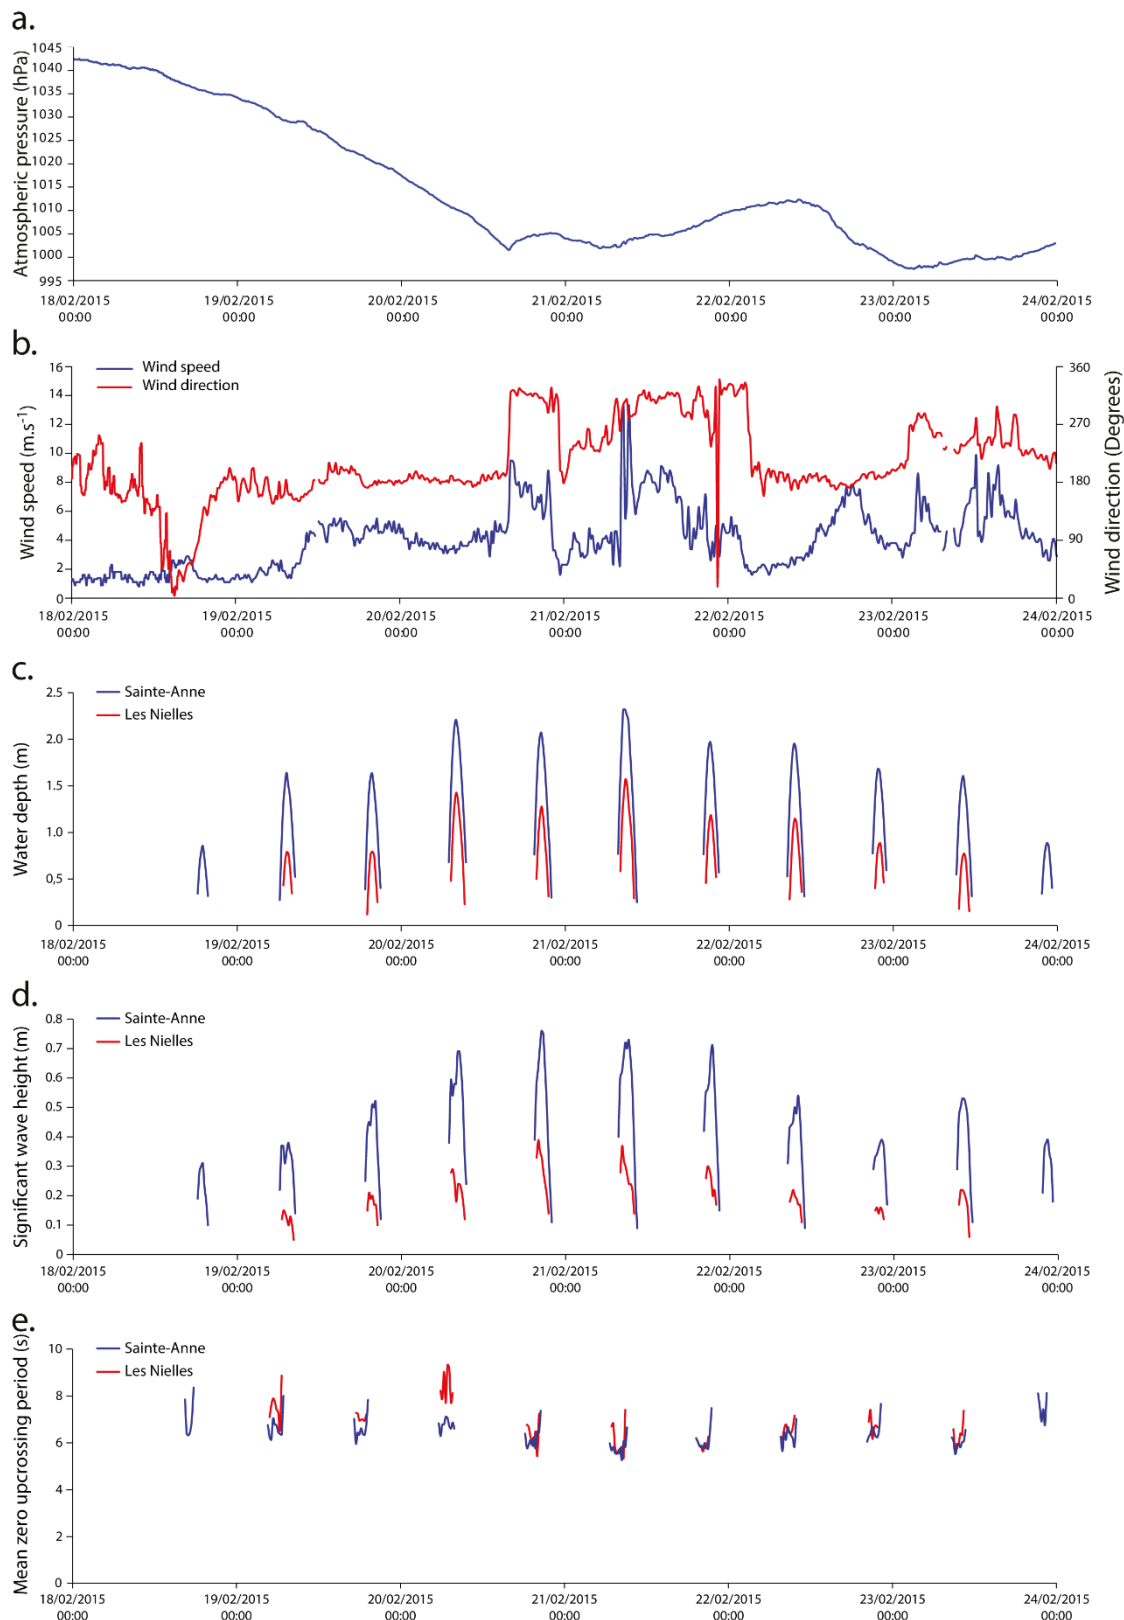 a.
Atmospheric pressure (hPa)
1045
1040
1035
1030
1025
1020
1015
1010
1005
1000
995
18/02/2015 19/02/2015 20/02/2015 21/02/2015 22/02/2015 23/02/2015 24/02/2015
00:00 00:00 00:00 00:00 00:00 00:00 00:00
b.
Wind speed
Wind direction
Wind speed (m.s-1)
16
14
12
10
8
6
4
2
0
360
270
180
90
0
Wind direction (Degrees)
18/02/2015 19/02/2015 20/02/2015 21/02/2015 22/02/2015 23/02/2015 24/02/2015
00:00 00:00 00:00 00:00 00:00 00:00 00:00
c.
Sainte-Anne
Les Nielles
Water depth (m)
2.5
2.0
1.5
1.0
0,5
0
18/02/2015 19/02/2015 20/02/2015 21/02/2015 22/02/2015 23/02/2015 24/02/2015
00:00 00:00 00:00 00:00 00:00 00:00 00:00
d.
Sainte-Anne
Les Nielles
Significant wave height (m)
0.8
0.7
0.6
0.5
0.4
0.3
0.2
0.1
0
18/02/2015 19/02/2015 20/02/2015 21/02/2015 22/02/2015 23/02/2015 24/02/2015
00:00 00:00 00:00 00:00 00:00 00:00 00:00
e.
Sainte-Anne
Les Nielles
Mean zero upcrossing period (s)
10
8
6
4
2
0
18/02/2015 19/02/2015 20/02/2015 21/02/2015 22/02/2015 23/02/2015 24/02/2015
00:00 00:00 00:00 00:00 00:00 00:00 00:00